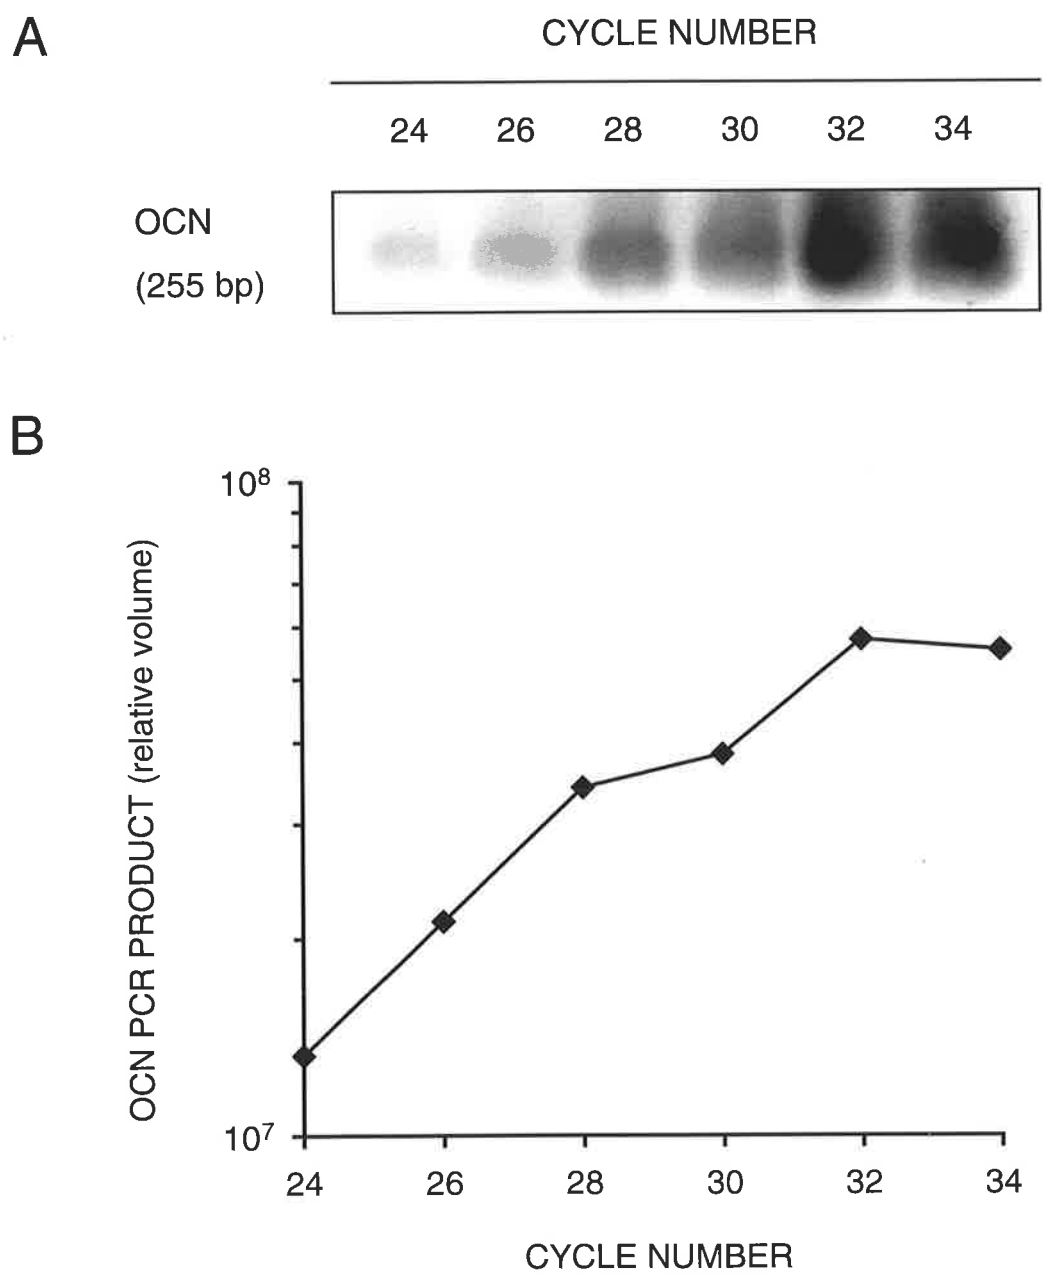 A
CYCLE NUMBER
24 26 28 30 32 34
OCN
(255 bp)
B
10⁸
OCN PCR PRODUCT (relative volume)
10⁷
24 26 28 30 32 34
CYCLE NUMBER